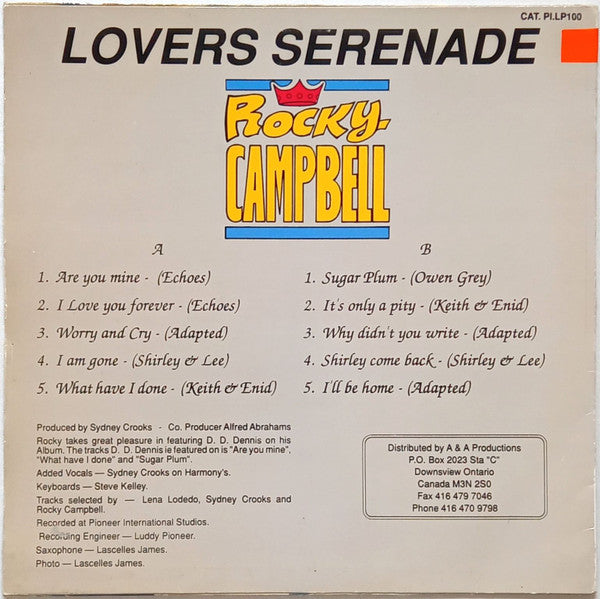 CAT. PI.LP100
LOVERS SERENADE
ROCKY-
CAMPBELL
A
1. Are you mine - (Echoes)
2. I Love you forever - (Echoes)
3. Worry and Cry - (Adapted)
4. I am gone - (Shirley & Lee)
5. What have I done - (Keith & Enid)
B
1. Sugar Plum - (Owen Grey)
2. It's only a pity - (Keith & Enid)
3. Why didn't you write - (Adapted)
4. Shirley come back - (Shirley & Lee)
5. I'll be home - (Adapted)
Produced by Sydney Crooks - Co. Producer Alfred Abrahams
Rocky takes great pleasure in featuring D. D. Dennis on his
Album. The tracks D. D. Dennie is featured on is "Are you mine",
"What have I done" and "Sugar Plum".
Added Vocals — Sydney Crooks on Harmony's.
Keyboards — Steve Kelley.
Tracks selected by — Lena Lodedo, Sydney Crooks and
Rocky Campbell.
Recorded at Pioneer International Studios.
Recording Engineer — Luddy Pioneer.
Saxophone — Lascelles James.
Photo — Lascelles James.
Distributed by A & A Productions
P.O. Box 2023 Sta "C"
Downsview Ontario
Canada M3N 2S0
Fax 416 479 7046
Phone 416 470 9798